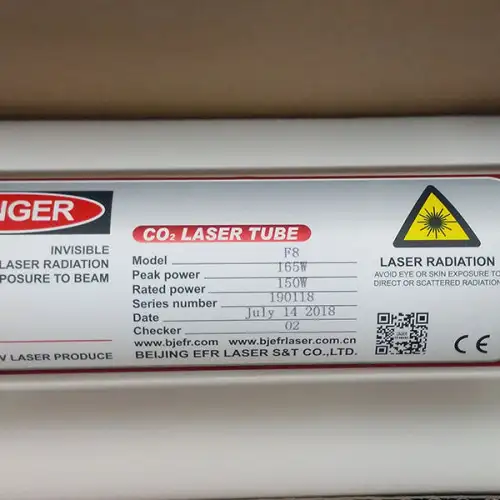 NGER
INVISIBLE
LASER RADIATION
POSURE TO BEAM
W LASER PRODUCE
CO₂ LASER TUBE
Model F8
Peak power 165W
Rated power 150W
Series number 190118
Date July 14 2018
Checker 02
www.bjefr.com www.bjefrlaser.com.cn
BEIJING EFR LASER S&T CO.,LTD.
LASER RADIATION
AVOID EYE OR SKIN EXPOSURE TO
DIRECT OR SCATTERED RADIATION
CE